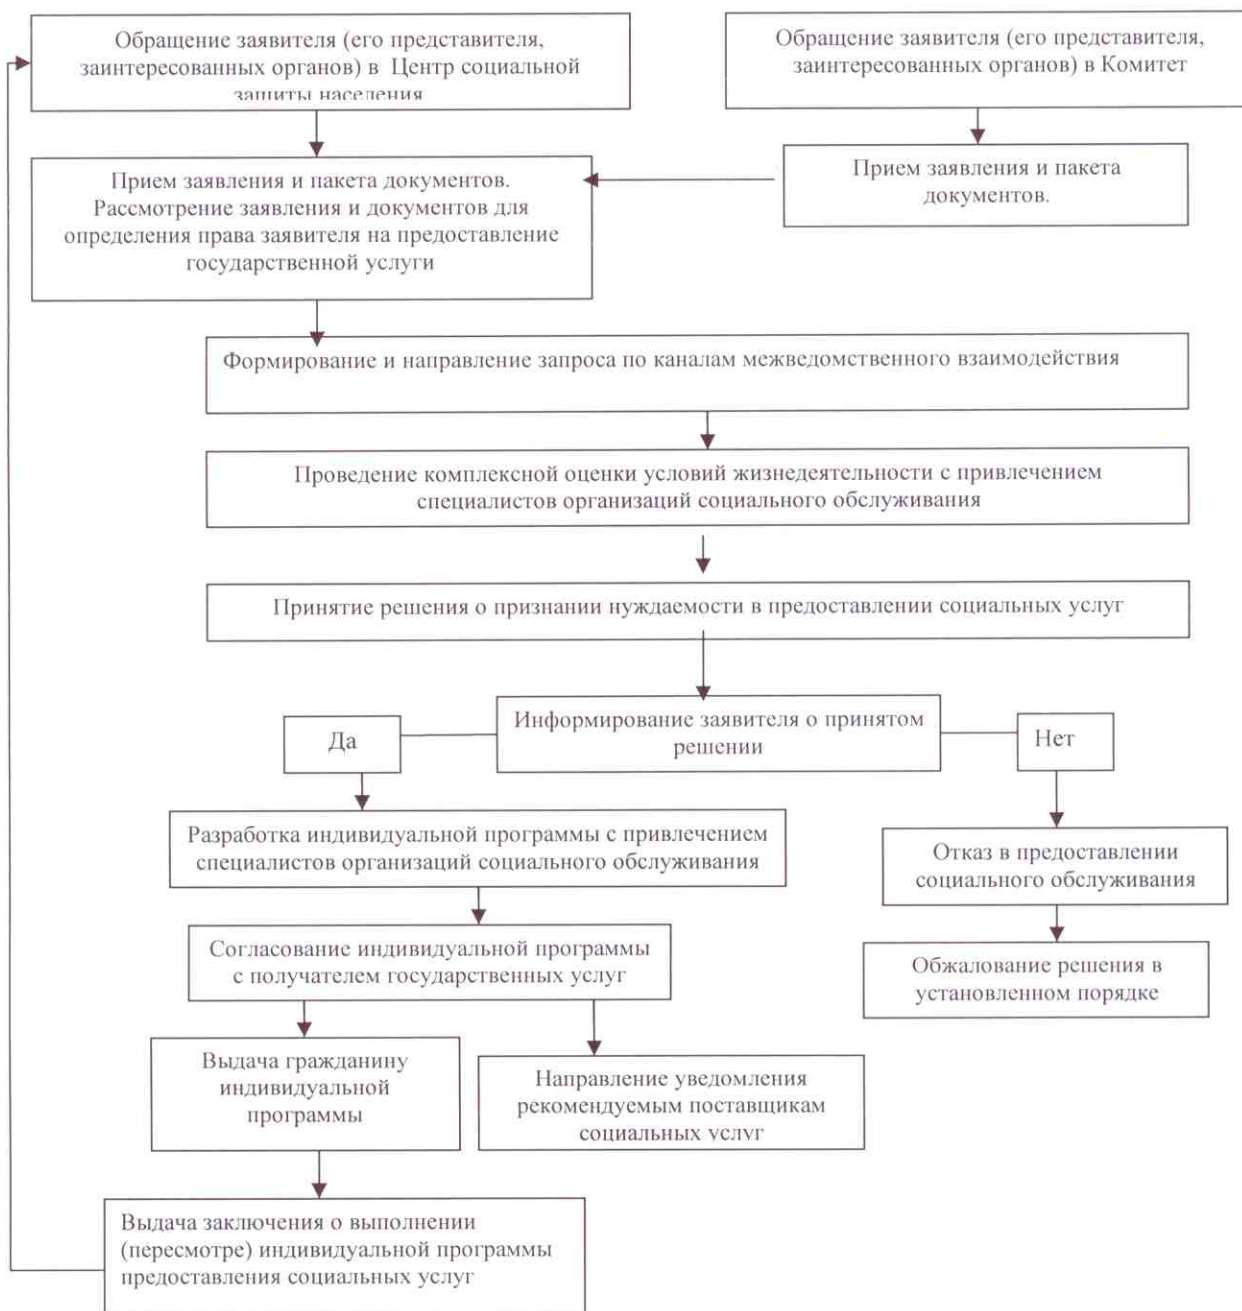 Обращение заявителя (его представителя,
заинтересованных органов) в Центр социальной
защиты населения
Обращение заявителя (его представителя,
заинтересованных органов) в Комитет
Прием заявления и пакета документов.
Рассмотрение заявления и документов для
определения права заявителя на предоставление
государственной услуги
Прием заявления и пакета
документов.
Формирование и направление запроса по каналам межведомственного взаимодействия
Проведение комплексной оценки условий жизнедеятельности с привлечением
специалистов организаций социального обслуживания
Принятие решения о признании нуждаемости в предоставлении социальных услуг
Информирование заявителя о принятом
решении
Да
Нет
Разработка индивидуальной программы с привлечением
специалистов организаций социального обслуживания
Отказ в предоставлении
социального обслуживания
Согласование индивидуальной программы
с получателем государственных услуг
Обжалование решения в
установленном порядке
Выдача гражданину
индивидуальной
программы
Направление уведомления
рекомендуемым поставщикам
социальных услуг
Выдача заключения о выполнении
(пересмотре) индивидуальной программы
предоставления социальных услуг